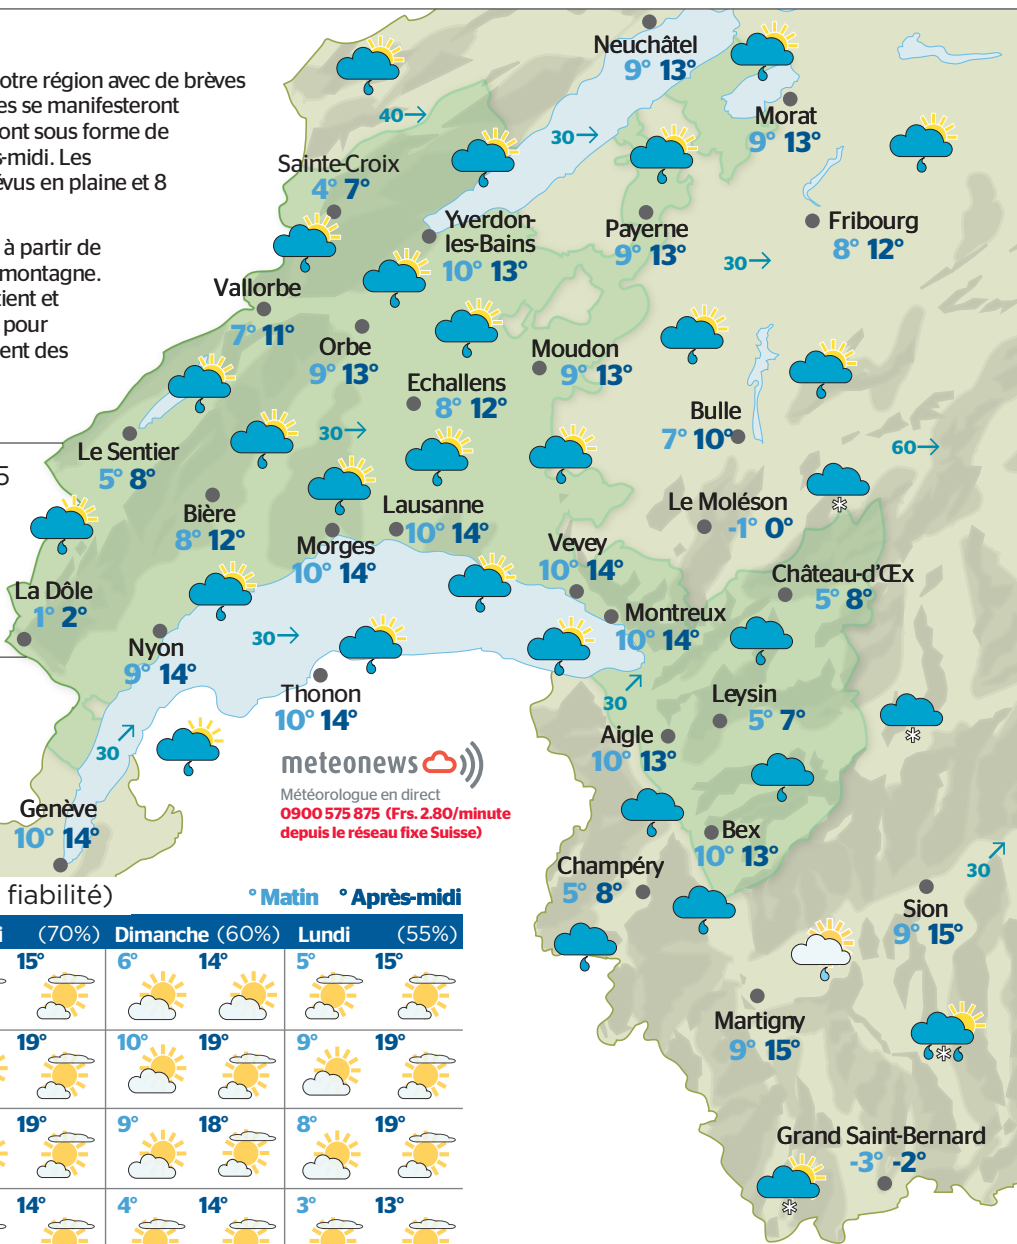 otre région avec de brèves
es se manifesteront
ont sous forme de
s-midi. Les
évus en plaine et 8
à partir de
montagne.
tient et
pour
ent des
5
Neuchâtel
9° 13°
40
30
Morat
9° 13°
Sainte-Croix
4° 7°
Yverdon-
les-Bains
10° 13°
Payerne
9° 13°
Fribourg
8° 12°
30
Vallorbe
7° 11°
Orbe
9° 13°
Moudon
9° 13°
Echallens
8° 12°
Bulle
7° 10°
30
60
Le Sentier
5° 8°
Bière
8° 12°
Lausanne
10° 14°
Le Moléson
-1° 0°
Morges
10° 14°
Vevey
10° 14°
Château-d'Œx
5° 8°
La Dôle
1° 2°
Montreux
10° 14°
Nyon
9° 14°
30
Thonon
10° 14°
30
Leysin
5° 7°
Aigle
10° 13°
30
meteonews
Météorologue en direct
0900 575 875 (Frs. 2.80/minute
depuis le réseau fixe Suisse)
Genève
10° 14°
Bex
10° 13°
Champéry
5° 8°
30
Sion
9° 15°
Martigny
9° 15°
Grand Saint-Bernard
-3° -2°
fiabilité)
° Matin ° Après-midi
i (70%) Dimanche (60%) Lundi (55%)
15° 6° 14° 5° 15°
19° 10° 19° 9° 19°
19° 9° 18° 8° 19°
14° 4° 14° 3° 13°